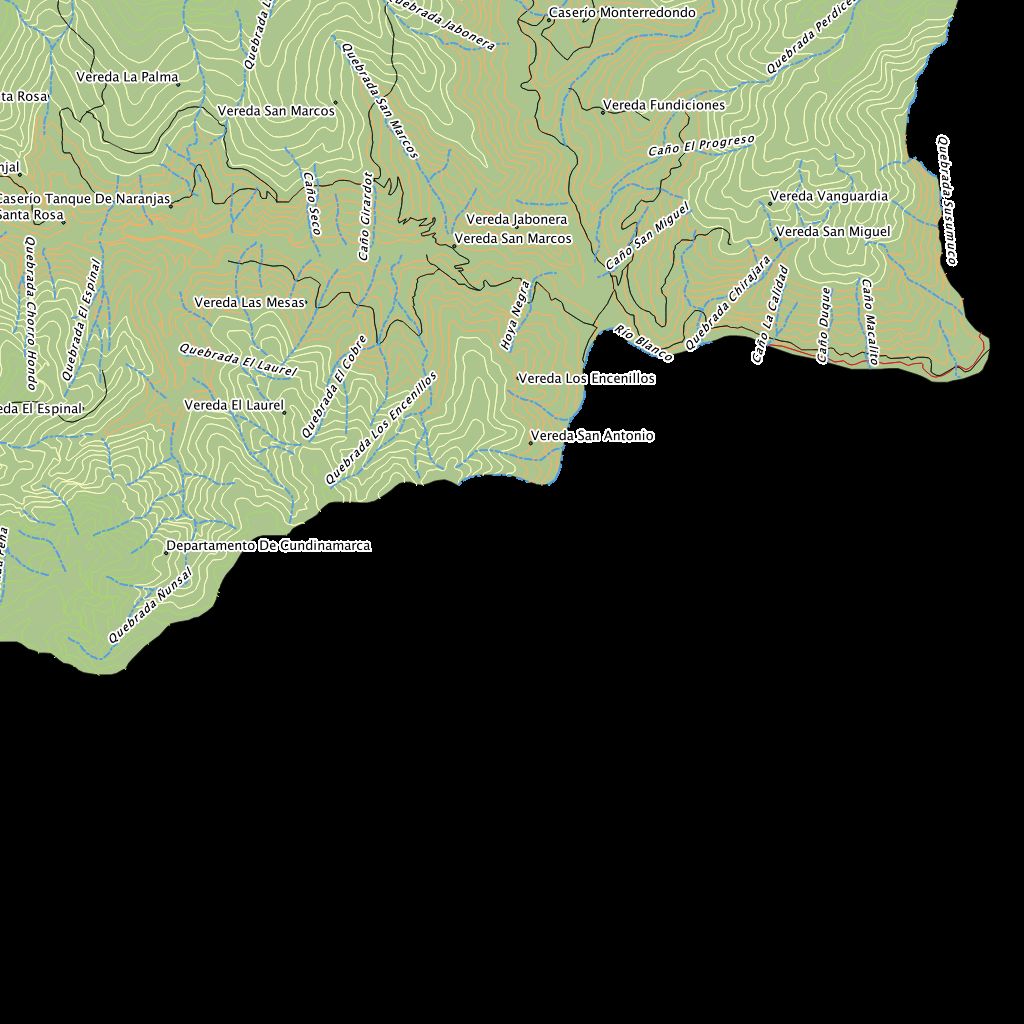 Caserío Monterredondo
Quebrada Jabonera
Quebrada Perdices
Vereda La Palma
Quebrada San Marcos
Santa Rosa
Vereda San Marcos
Vereda Fundiciones
Caño El Progreso
Quebrada Susumuco
Caño Seco
Caño Girardot
Caserío Tanque De Naranjas
Vereda Vanguardia
Santa Rosa
Vereda Jabonera
Vereda San Marcos
Caño San Miguel
Vereda San Miguel
Quebrada Chorro Hondo
Quebrada El Espinal
Quebrada Chirajara
Caño La Calidad
Caño Duque
Caño Macalito
Vereda Las Mesas
Hoya Negra
Río Blanco
Quebrada El Laurel
Quebrada El Cobre
Quebrada Los Encenillos
Vereda Los Encenillos
Vereda El Espinal
Vereda El Laurel
Vereda San Antonio
Departamento De Cundinamarca
Quebrada Ñunsal